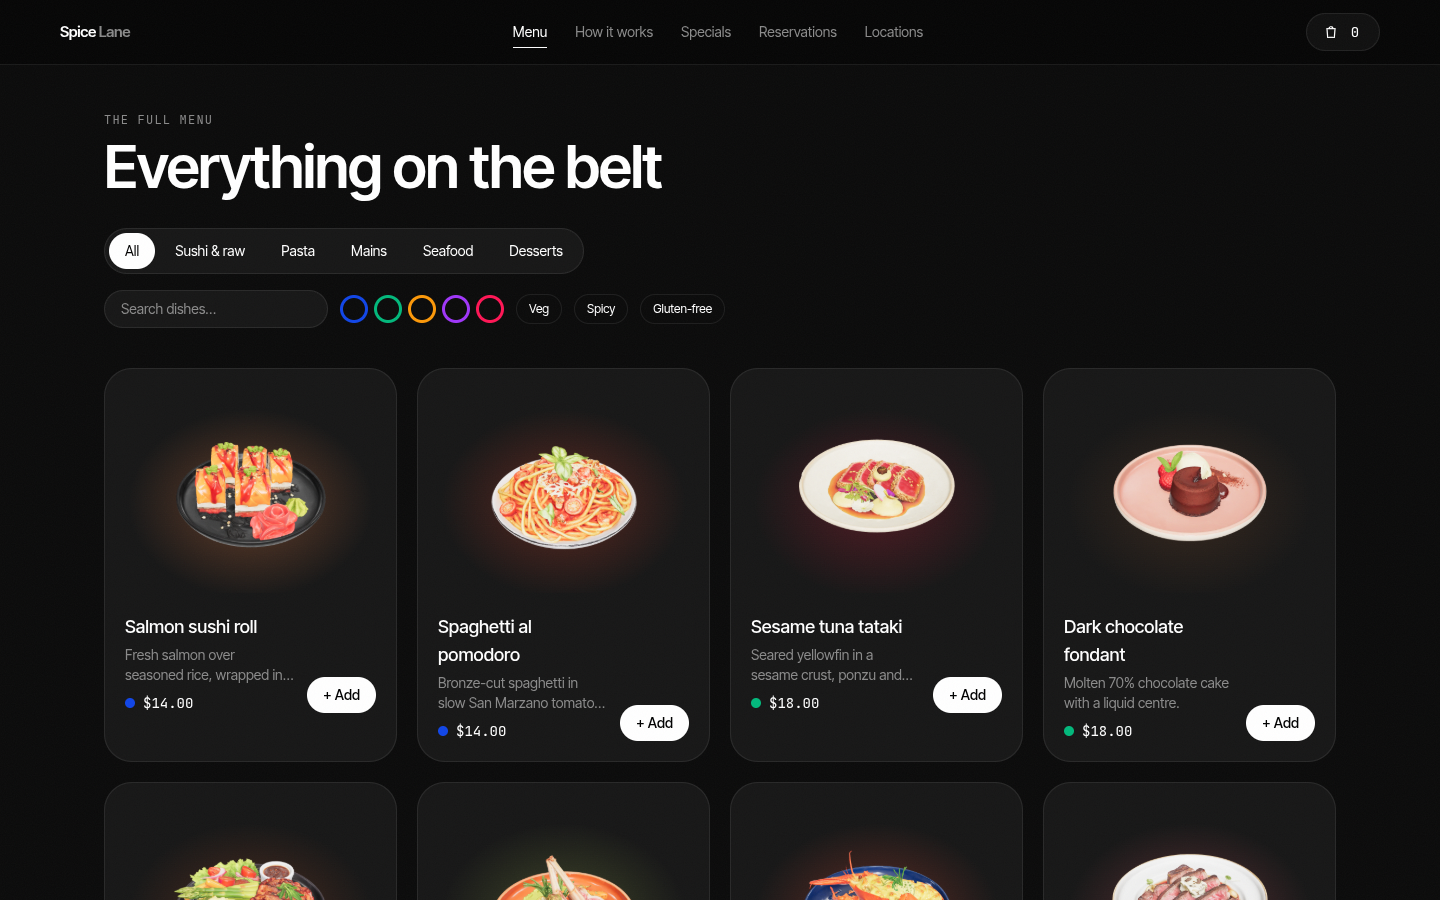 Spice Lane
Menu
How it works
Specials
Reservations
Locations
0
THE FULL MENU
Everything on the belt
All
Sushi & raw
Pasta
Mains
Seafood
Desserts
Search dishes...
Veg
Spicy
Gluten-free
Salmon sushi roll
Fresh salmon over
seasoned rice, wrapped in...
$14.00
+ Add
Spaghetti al
pomodoro
Bronze-cut spaghetti in
slow San Marzano tomato...
$14.00
+ Add
Sesame tuna tataki
Seared yellowfin in a
sesame crust, ponzu and...
$18.00
+ Add
Dark chocolate
fondant
Molten 70% chocolate cake
with a liquid centre.
$18.00
+ Add